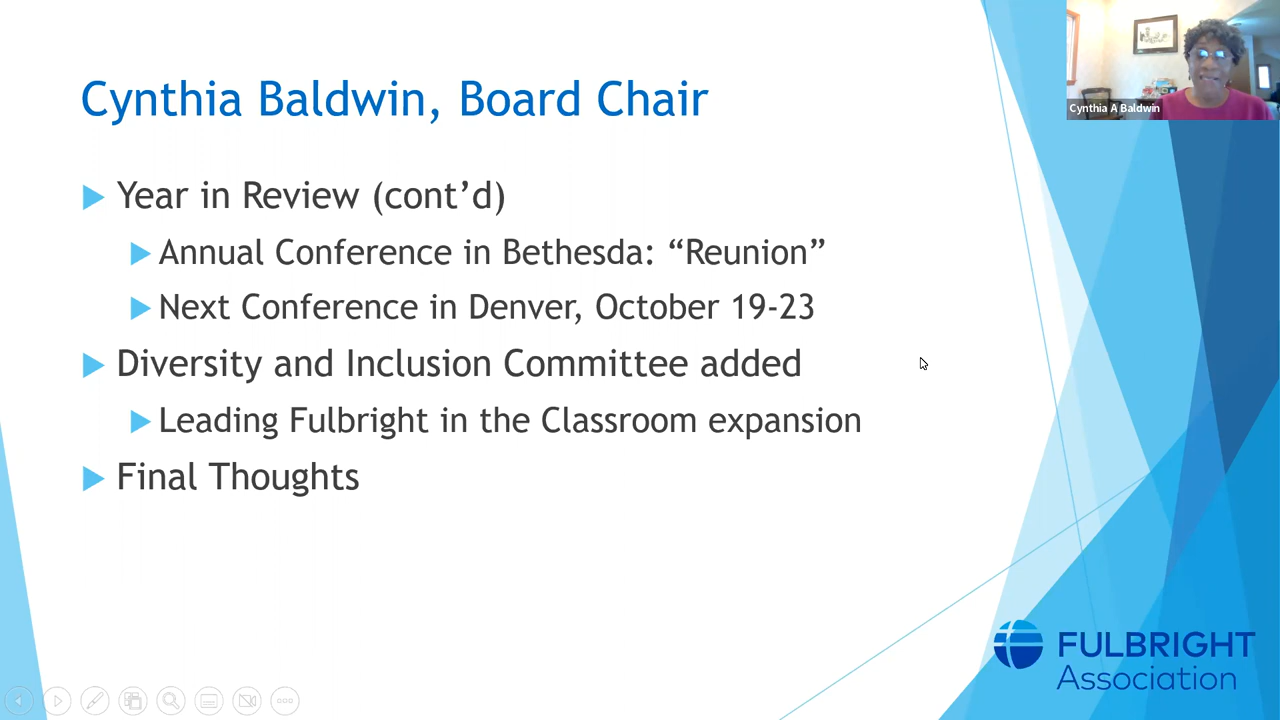 Cynthia A Baldwin
Cynthia Baldwin, Board Chair
Year in Review (cont’d)
Annual Conference in Bethesda: “Reunion”
Next Conference in Denver, October 19-23
Diversity and Inclusion Committee added
Leading Fulbright in the Classroom expansion
Final Thoughts
FULBRIGHT
Association